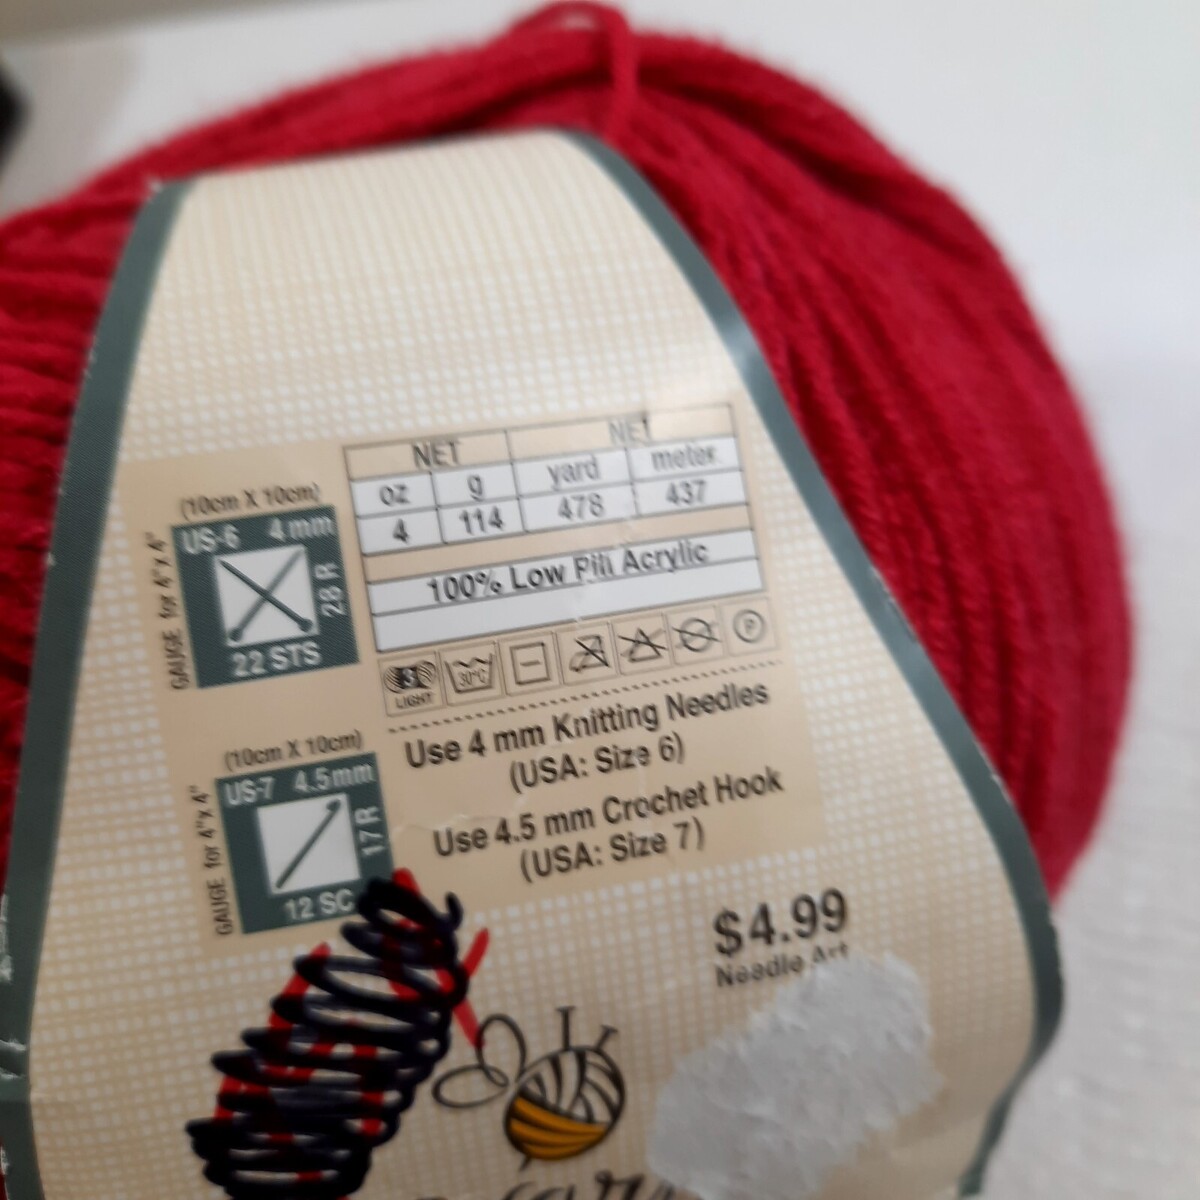 NET NET
oz g yard meter
4 114 478 437
100% Low Pill Acrylic
(10cm X 10cm)
US-6 4mm
GAUGE for 4"x 4"
28 R
22 STS
3
LIGHT
30°C
P
Use 4 mm Knitting Needles
(USA: Size 6)
Use 4.5 mm Crochet Hook
(USA: Size 7)
(10cm X 10cm)
US-7 4.5mm
GAUGE for 4"x 4"
17 R
12 SC
$4.99
Needle Art